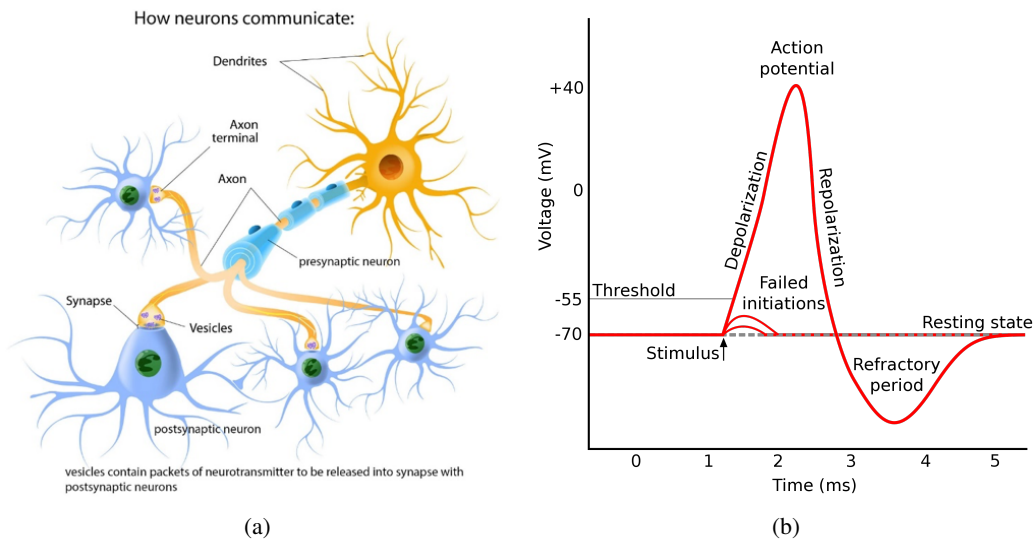 How neurons communicate:
Dendrites
Axon
terminal
Axon
presynaptic neuron
Synapse
Vesicles
postsynaptic neuron
vesicles contain packets of neurotransmitter to be released into synapse with
postsynaptic neurons
(a)
Action
potential
+40
Voltage (mV)
0
Depolarization
Repolarization
-55
Threshold
Failed
initiations
-70
Resting state
Stimulus
Refractory
period
0 1 2 3 4 5
Time (ms)
(b)